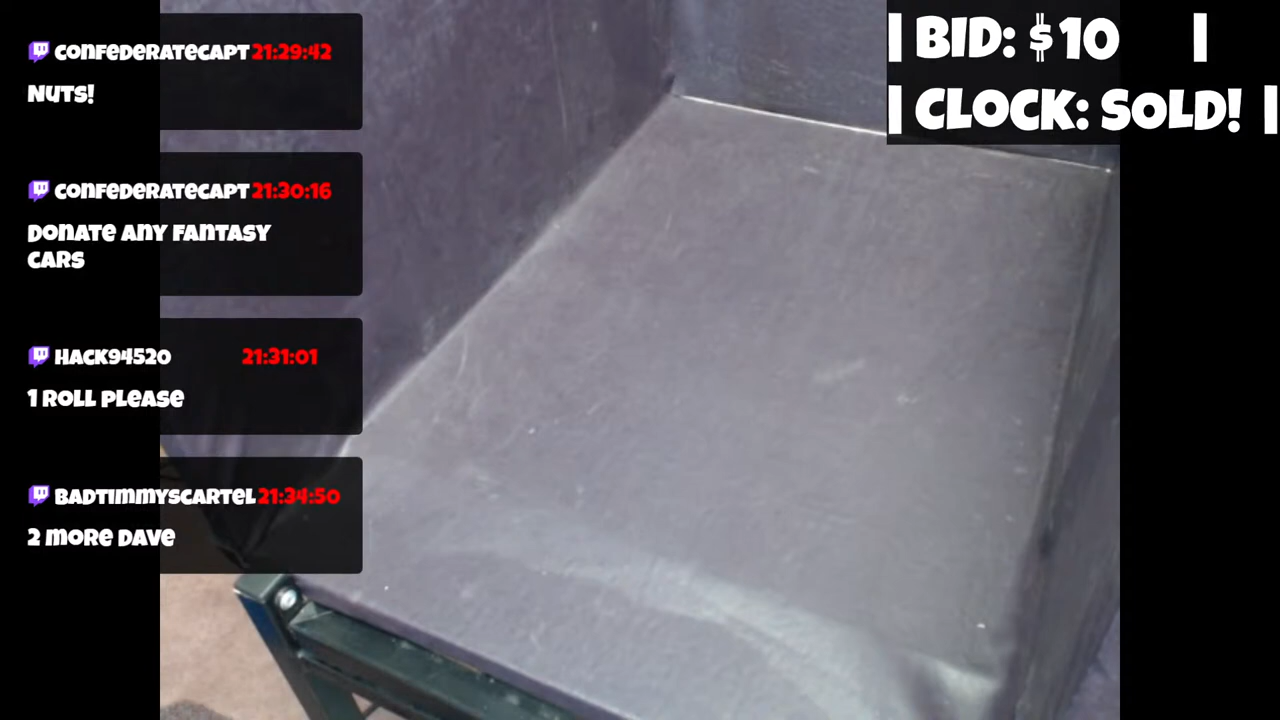 CONFEDERATECAPT 21:29:42
NUTS!
CONFEDERATECAPT 21:30:16
DONATE ANY FANTASY
CARS
HACK94520 21:31:01
1 ROLL PLEASE
BADTIMMYSCARTEL 21:34:50
2 MORE DAVE
| BID: $10 |
| CLOCK: SOLD! |